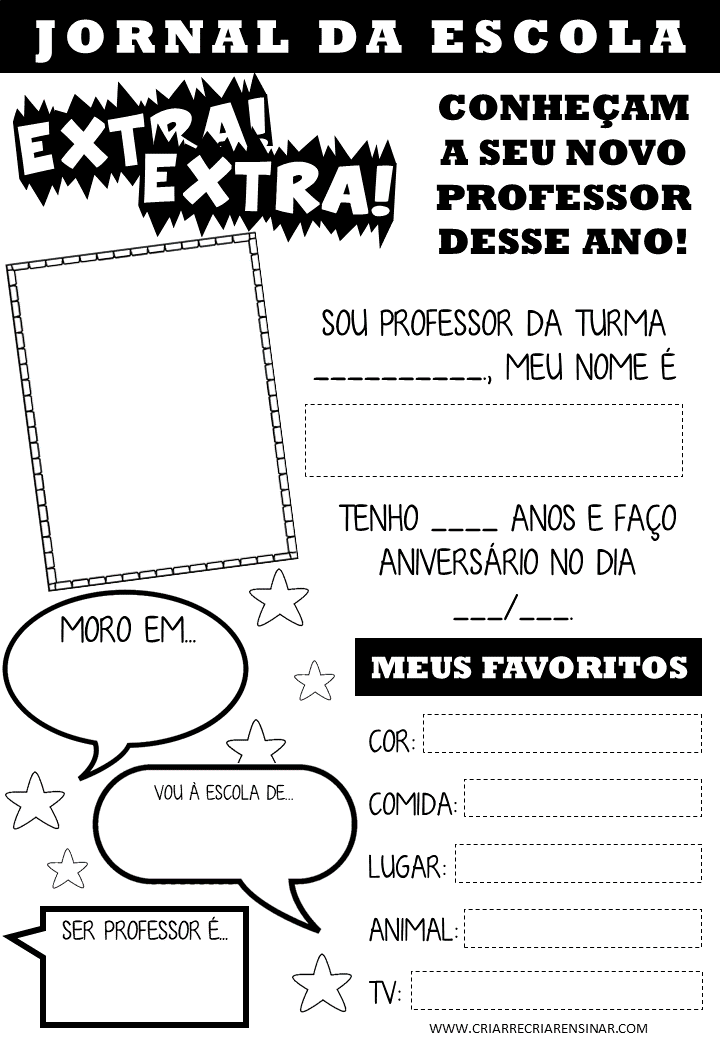 JORNAL DA ESCOLA
EXTRA!
EXTRA!
CONHEÇAM
A SEU NOVO
PROFESSOR
DESSE ANO!
SOU PROFESSOR DA TURMA
__________., MEU NOME É
TENHO ____ ANOS E FAÇO
ANIVERSÁRIO NO DIA
___/___.
MORO EM...
VOU À ESCOLA DE...
SER PROFESSOR É...
MEUS FAVORITOS
COR:
COMIDA:
LUGAR:
ANIMAL:
TV:
WWW.CRIARRECRIARENSINAR.COM